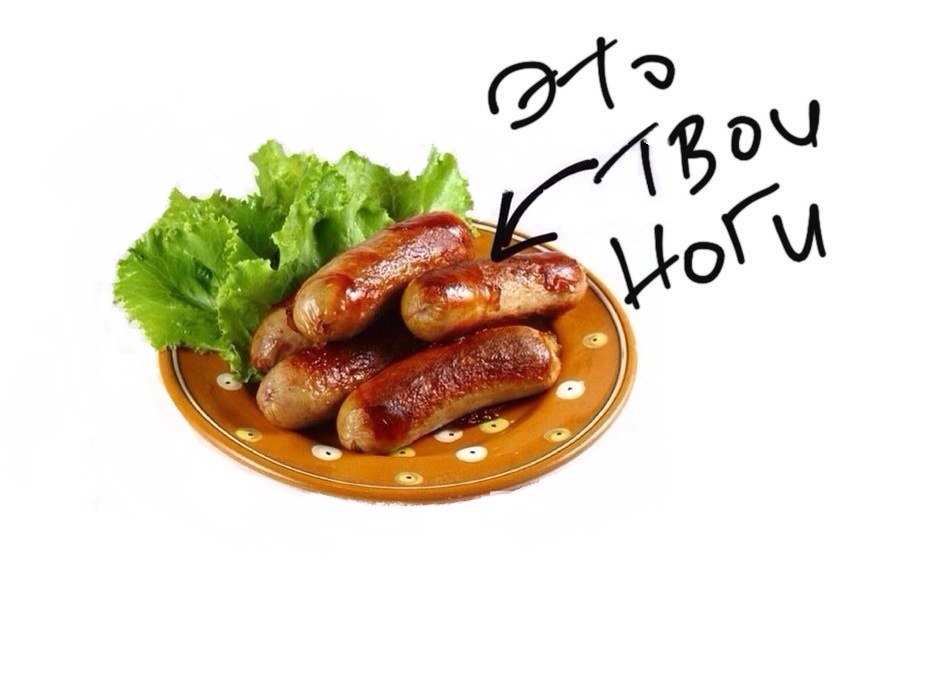 Это
твои
ноги